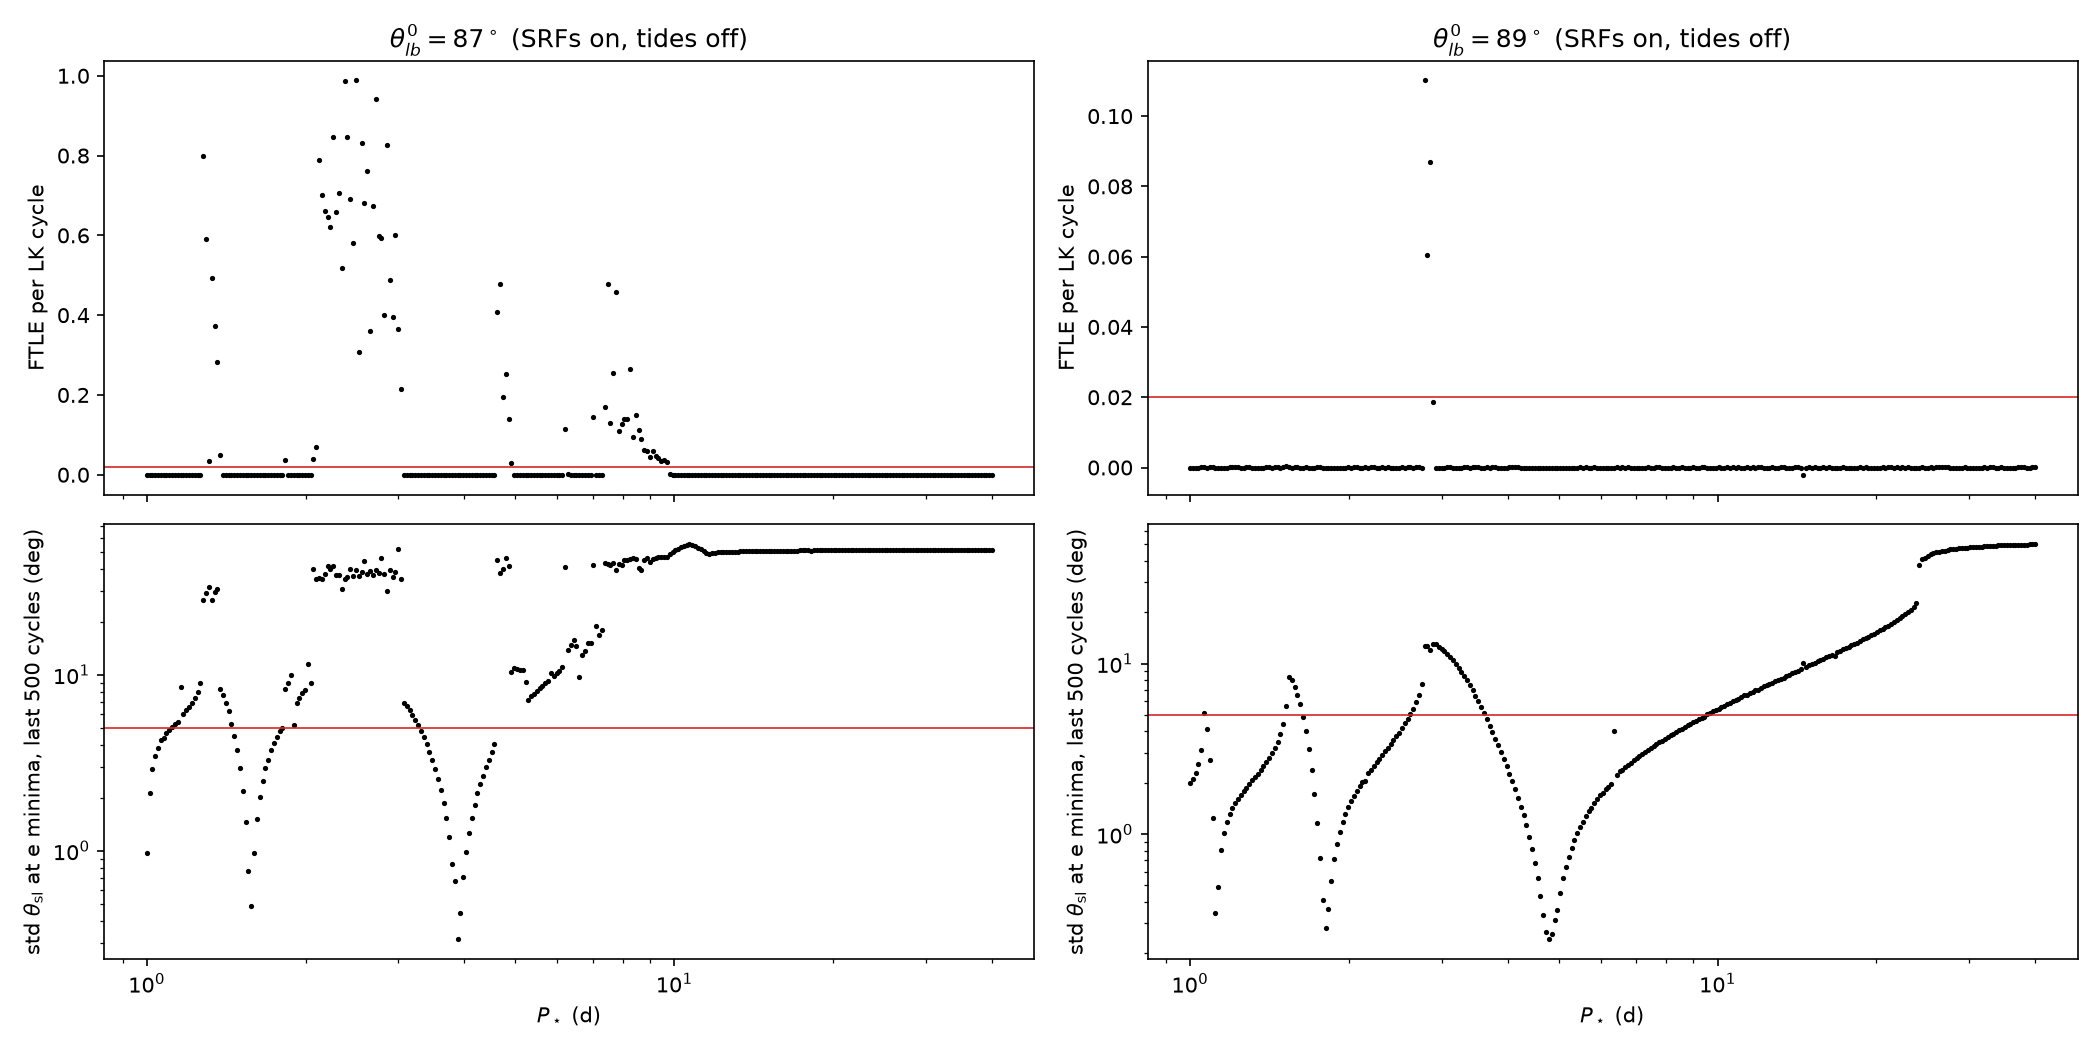 θ⁰_lb = 87° (SRFs on, tides off)
FTLE per LK cycle
1.0
0.8
0.6
0.4
0.2
0.0
θ⁰_lb = 89° (SRFs on, tides off)
FTLE per LK cycle
0.10
0.08
0.06
0.04
0.02
0.00
std θ_sl at e minima, last 500 cycles (deg)
10¹
10⁰
10⁰
10¹
P⋆ (d)
std θ_sl at e minima, last 500 cycles (deg)
10¹
10⁰
10⁰
10¹
P⋆ (d)